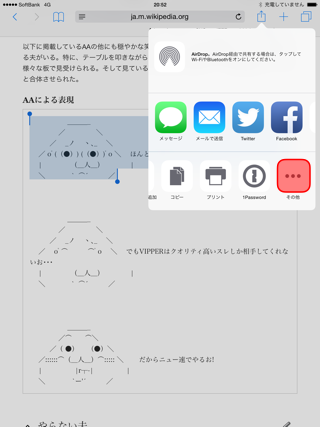 SoftBank 4G 20:52 充電していません
ja.m.wikipedia.org
以下に掲載しているAAの他にも穏やかな笑
る夫がいる。特に、テーブルを叩きながら
様々な板で見受けられる。そして見ている
と合体させられた。
AirDrop。AirDrop経由で共有する場合は、タップして
Wi-FiやBluetoothをオンにしてください。
AAによる表現
メッセージ メールで送信 Twitter Facebook
追加 コピー プリント 1Password その他
ほんと
でもVIPPERはクオリティ高いスレしか相手してくれな
いお･･･
だからニュー速でやるお!
やらない夫